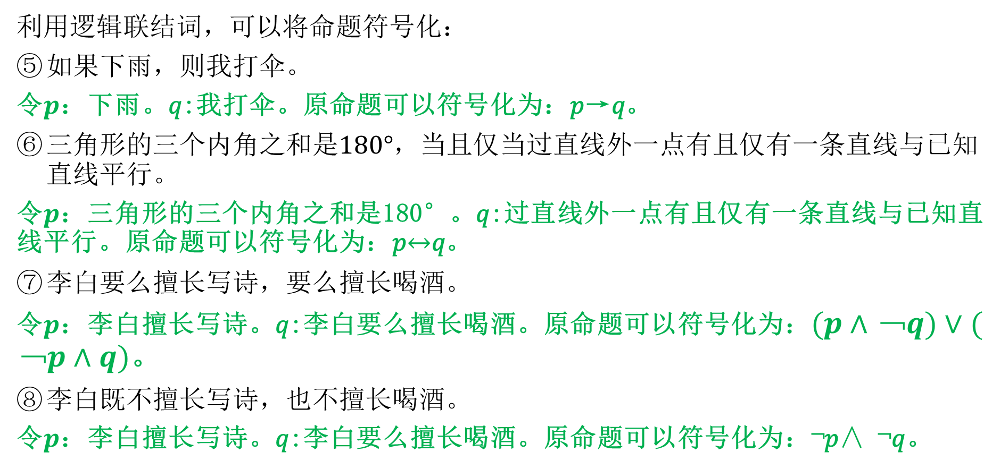 利用逻辑联结词，可以将命题符号化：
⑤如果下雨，则我打伞。
令p：下雨。q:我打伞。原命题可以符号化为：p→q。
⑥三角形的三个内角之和是180°，当且仅当过直线外一点有且仅有一条直线与已知
直线平行。
令p：三角形的三个内角之和是180°。q:过直线外一点有且仅有一条直线与已知直
线平行。原命题可以符号化为：p↔q。
⑦李白要么擅长写诗，要么擅长喝酒。
令p：李白擅长写诗。q:李白要么擅长喝酒。原命题可以符号化为：(p ∧ ¬q) ∨ (
¬p ∧ q)。
⑧李白既不擅长写诗，也不擅长喝酒。
令p：李白擅长写诗。q:李白要么擅长喝酒。原命题可以符号化为：¬p∧ ¬q。